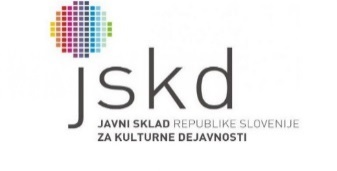 jskd
JAVNI SKLAD REPUBLIKE SLOVENIJE
ZA KULTURNE DEJAVNOSTI